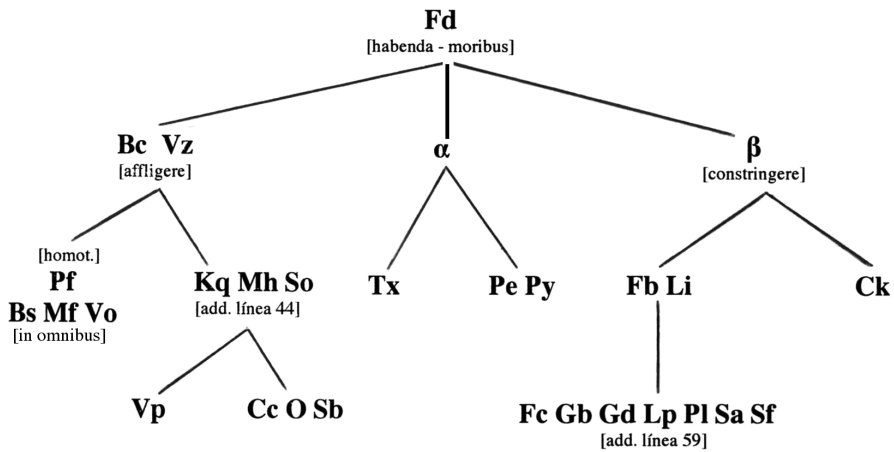 Fd
[habenda - moribus]
Bc Vz
[affligere]
α
β
[constringere]
[homot.]
Pf
Bs Mf Vo
[in omnibus]
Kq Mh So
[add. línea 44]
Tx
Pe Py
Fb Li
Ck
Vp
Cc O Sb
Fc Gb Gd Lp Pl Sa Sf
[add. línea 59]